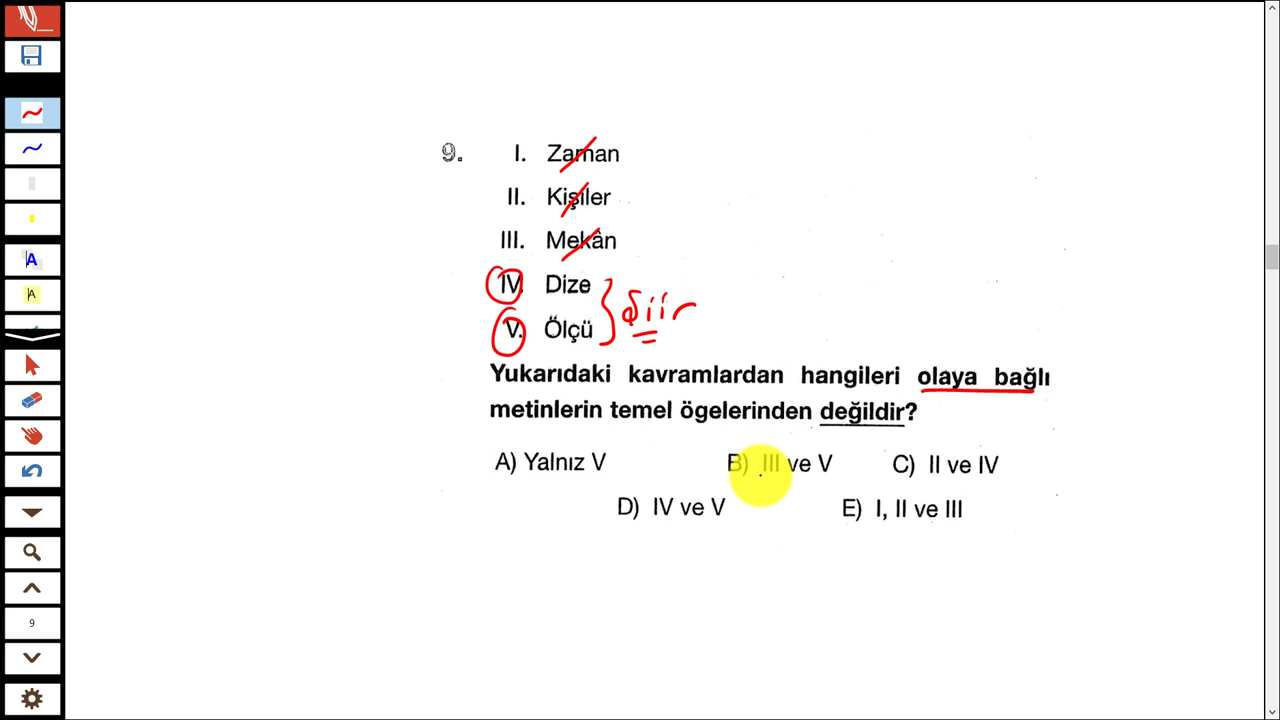 9. I. Zaman
II. Kişiler
III. Mekân
IV. Dize
şiir
V. Ölçü
Yukarıdaki kavramlardan hangileri olaya bağlı
metinlerin temel ögelerinden değildir?
A) Yalnız V B) III ve V C) II ve IV
D) IV ve V E) I, II ve III
A
A
9